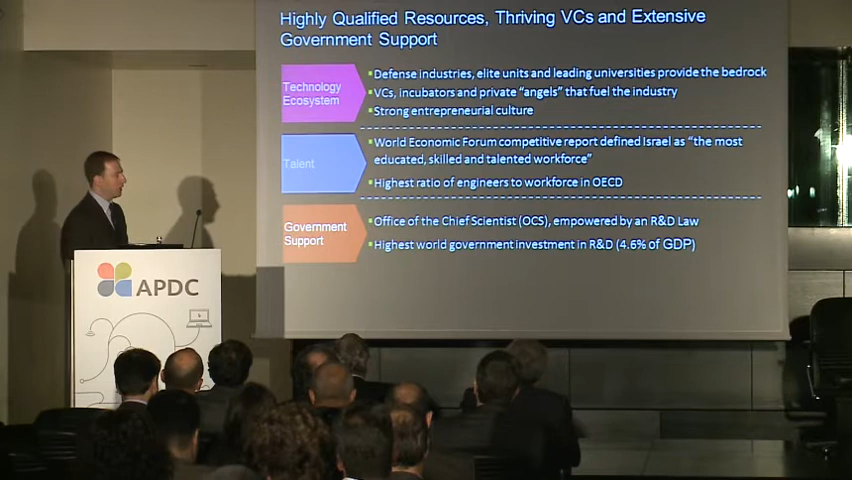 Highly Qualified Resources, Thriving VCs and Extensive
Government Support
Technology
Ecosystem
Defense industries, elite units and leading universities provide the bedrock
VCs, incubators and private “angels” that fuel the industry
Strong entrepreneurial culture
Talent
World Economic Forum competitive report defined Israel as “the most
educated, skilled and talented workforce”
Highest ratio of engineers to workforce in OECD
Government
Support
Office of the Chief Scientist (OCS), empowered by an R&D Law
Highest world government investment in R&D (4.6% of GDP)
APDC